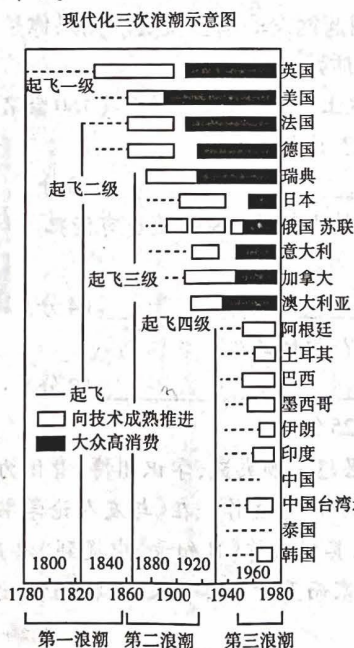 现代化三次浪潮示意图
英国
起飞一级
美国
法国
德国
起飞二级
瑞典
日本
俄国 苏联
意大利
起飞三级
加拿大
澳大利亚
起飞四级
阿根廷
土耳其
起飞
巴西
向技术成熟推进
墨西哥
大众高消费
伊朗
印度
中国
中国台湾
泰国
韩国
1800 1840 1880 1920 1960
1780 1820 1860 1900 1940 1980
第一浪潮 第二浪潮 第三浪潮